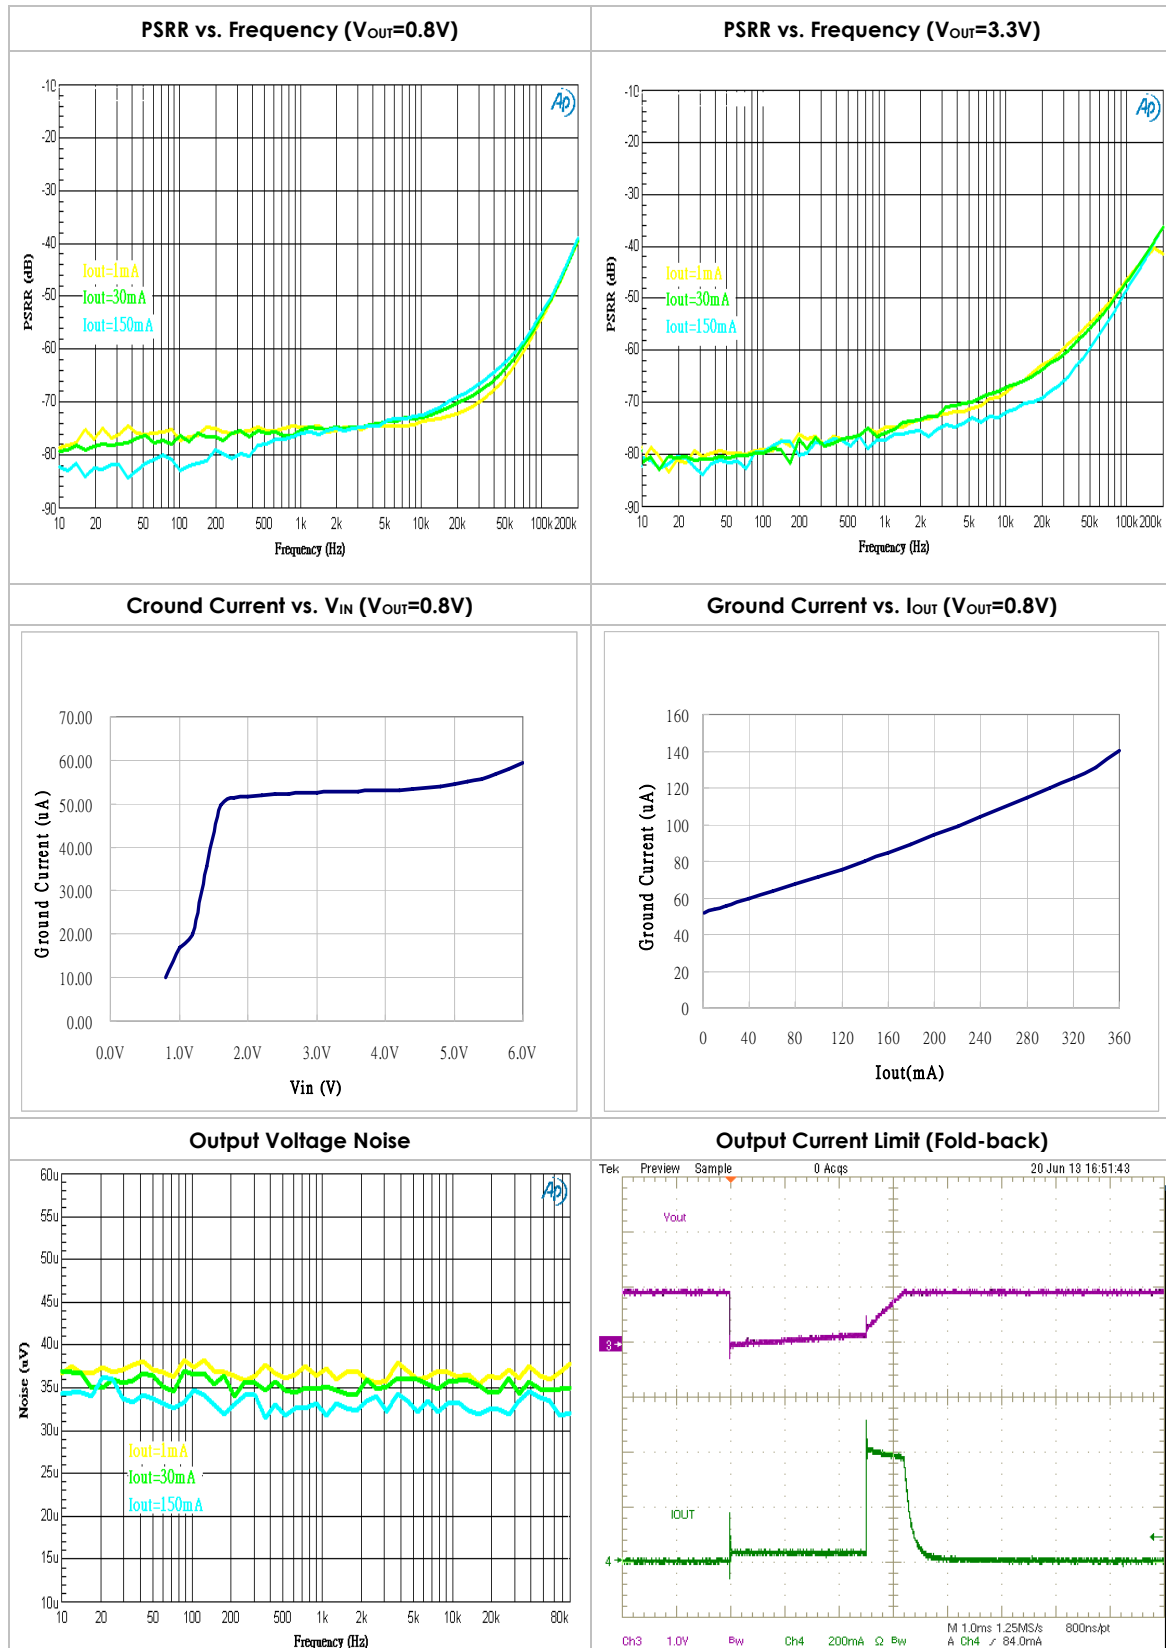 PSRR vs. Frequency (VOUT=0.8V)
PSRR vs. Frequency (VOUT=3.3V)
-10
-20
-30
-40
-50
-60
-70
-80
-90
PSRR (dB)
Iout=1mA
Iout=30mA
Iout=150mA
Ap
10 20 50 100 200 500 1k 2k 5k 10k 20k 50k 100k 200k
Frequency (Hz)
-10
-20
-30
-40
-50
-60
-70
-80
-90
PSRR (dB)
Iout=1mA
Iout=30mA
Iout=150mA
Ap
10 20 50 100 200 500 1k 2k 5k 10k 20k 50k 100k 200k
Frequency (Hz)
Cround Current vs. VIN (VOUT=0.8V)
Ground Current vs. IOUT (VOUT=0.8V)
70.00
60.00
50.00
40.00
30.00
20.00
10.00
0.00
Ground Current (uA)
0.0V 1.0V 2.0V 3.0V 4.0V 5.0V 6.0V
Vin (V)
160
140
120
100
80
60
40
20
0
Ground Current (uA)
0 40 80 120 160 200 240 280 320 360
Iout(mA)
Output Voltage Noise
Output Current Limit (Fold-back)
60u
55u
50u
45u
40u
35u
30u
25u
20u
15u
10u
Noise (uV)
Iout=1mA
Iout=30mA
Iout=150mA
Ap
10 20 50 100 200 500 1k 2k 5k 10k 20k 80k
Frequency (Hz)
Tek Preview Sample 0 Acqs 20 Jun 13 16:51:43
Vout
3
IOUT
4
M 1.0ms 1.25MS/s 800ns/pt
Ch3 1.0V Bw Ch4 200mA Ω Bw A Ch4 ∕ 84.0mA